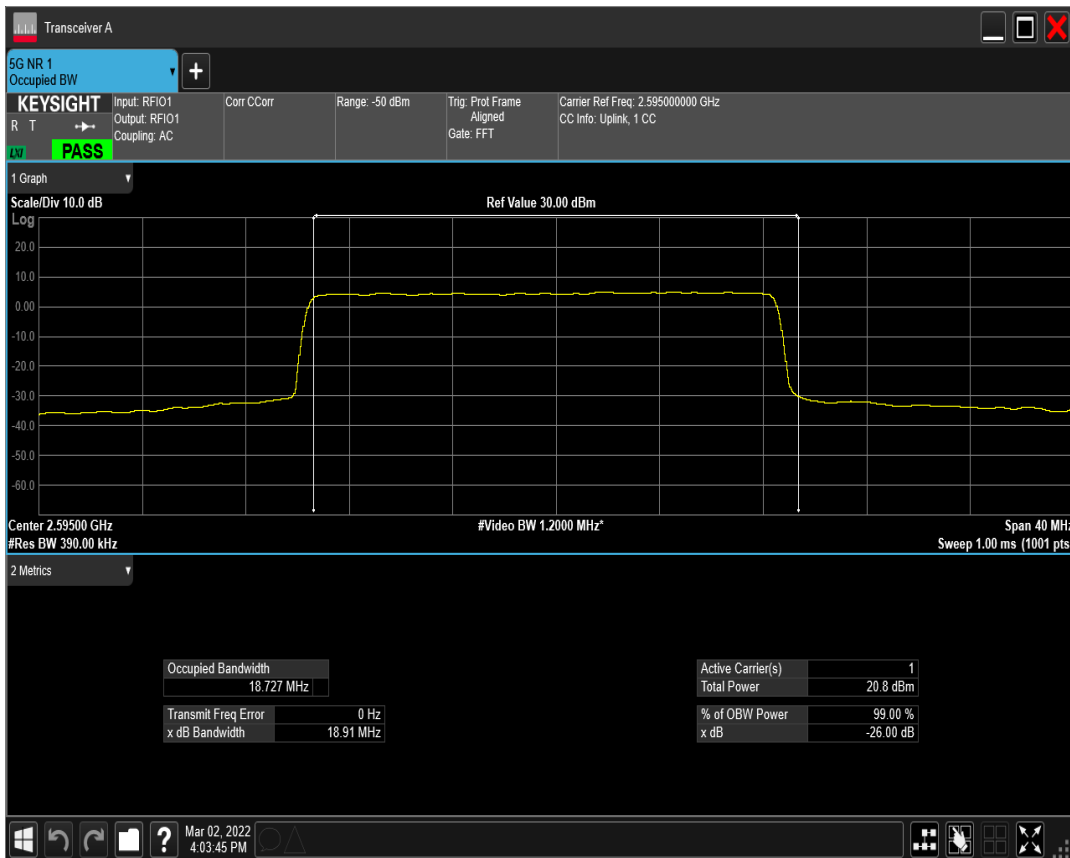 Transceiver A
5G NR 1
Occupied BW
+
KEYSIGHT
R T
LXI
PASS
Input: RFIO1
Output: RFIO1
Coupling: AC
Corr CCorr
Range: -50 dBm
Trig: Prot Frame
Aligned
Gate: FFT
Carrier Ref Freq: 2.595000000 GHz
CC Info: Uplink, 1 CC
1 Graph
Scale/Div 10.0 dB
Ref Value 30.00 dBm
Log
20.0
10.0
0.00
-10.0
-20.0
-30.0
-40.0
-50.0
-60.0
Center 2.59500 GHz
#Video BW 1.2000 MHz*
Span 40 MHz
#Res BW 390.00 kHz
Sweep 1.00 ms (1001 pts
2 Metrics
Occupied Bandwidth
18.727 MHz
Transmit Freq Error 0 Hz
x dB Bandwidth 18.91 MHz
Active Carrier(s) 1
Total Power 20.8 dBm
% of OBW Power 99.00 %
x dB -26.00 dB
?
Mar 02, 2022
4:03:45 PM